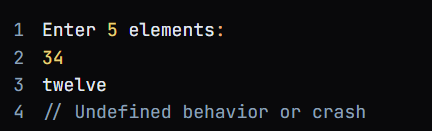 1 Enter 5 elements:
2 34
3 twelve
4 // Undefined behavior or crash